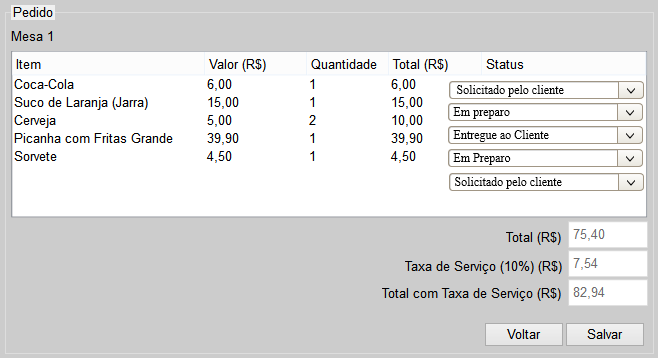 Pedido
Mesa 1
Item Valor (R$) Quantidade Total (R$) Status
Coca-Cola 6,00 1 6,00 Solicitado pelo cliente
Suco de Laranja (Jarra) 15,00 1 15,00 Em preparo
Cerveja 5,00 2 10,00 Entregue ao Cliente
Picanha com Fritas Grande 39,90 1 39,90 Em Preparo
Sorvete 4,50 1 4,50 Solicitado pelo cliente
Total (R$) 75,40
Taxa de Serviço (10%) (R$) 7,54
Total com Taxa de Serviço (R$) 82,94
Voltar Salvar